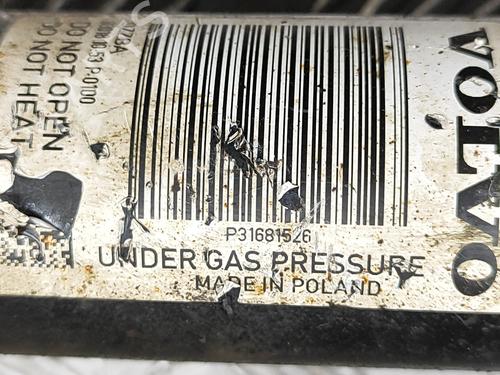 VOLVO
P31681526
UNDER GAS PRESSURE
MADE IN POLAND
DO NOT OPEN
DO NOT HEAT